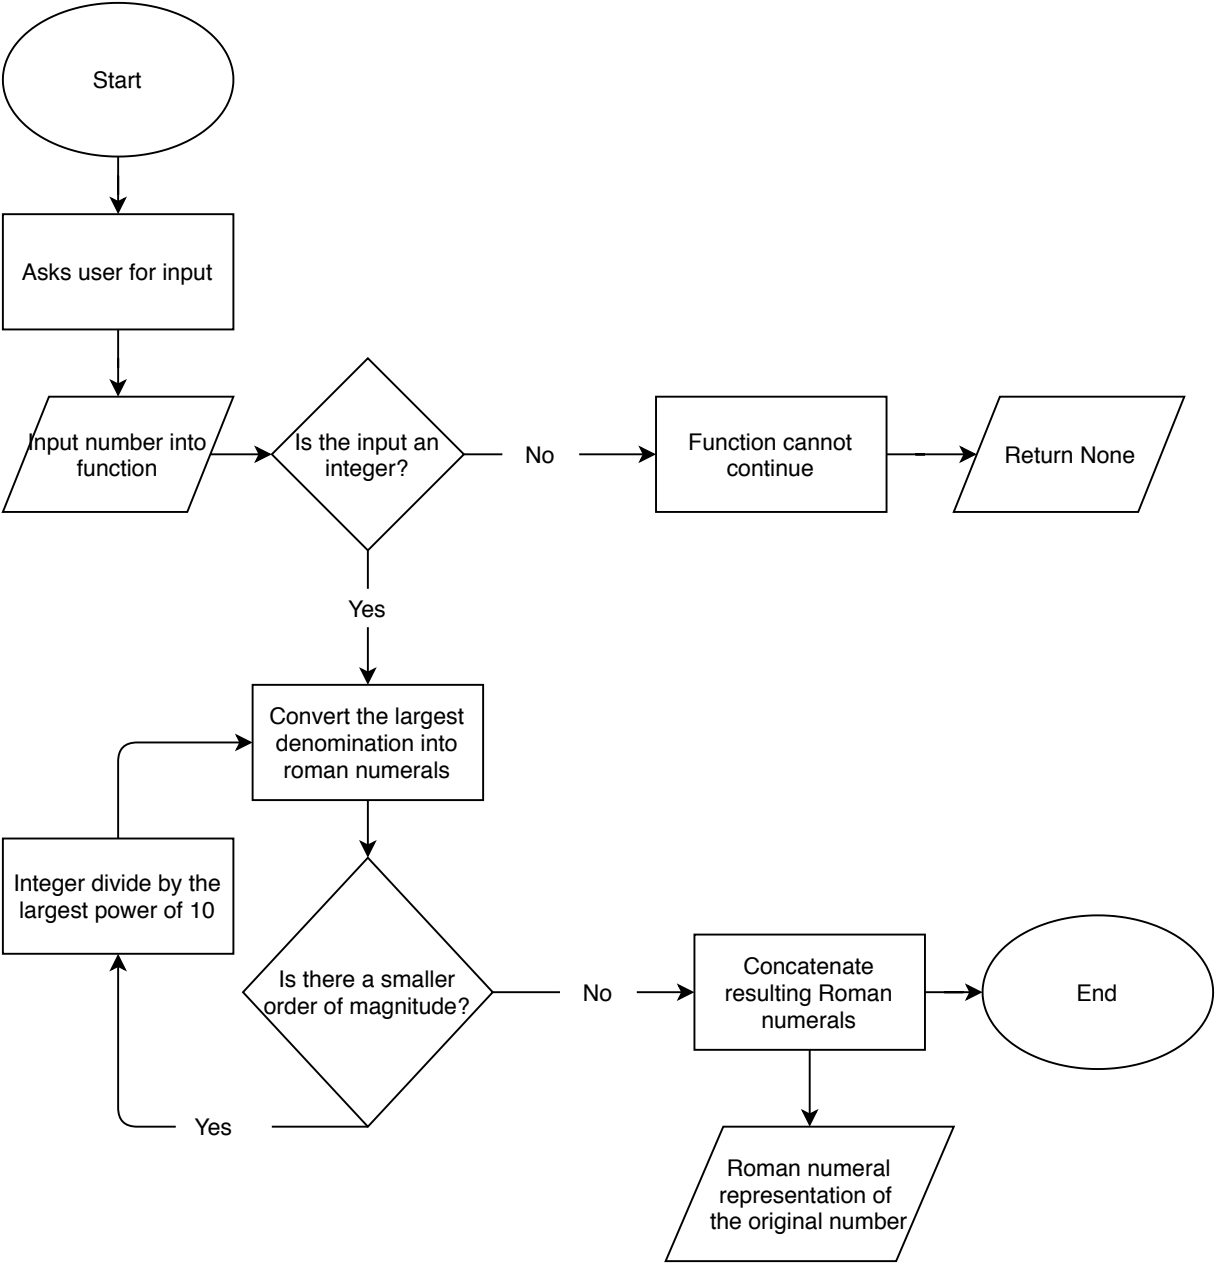 Start
Asks user for input
Input number into
function
Is the input an
integer?
No
Function cannot
continue
Return None
Yes
Convert the largest
denomination into
roman numerals
Integer divide by the
largest power of 10
Is there a smaller
order of magnitude?
No
Concatenate
resulting Roman
numerals
End
Yes
Roman numeral
representation of
the original number